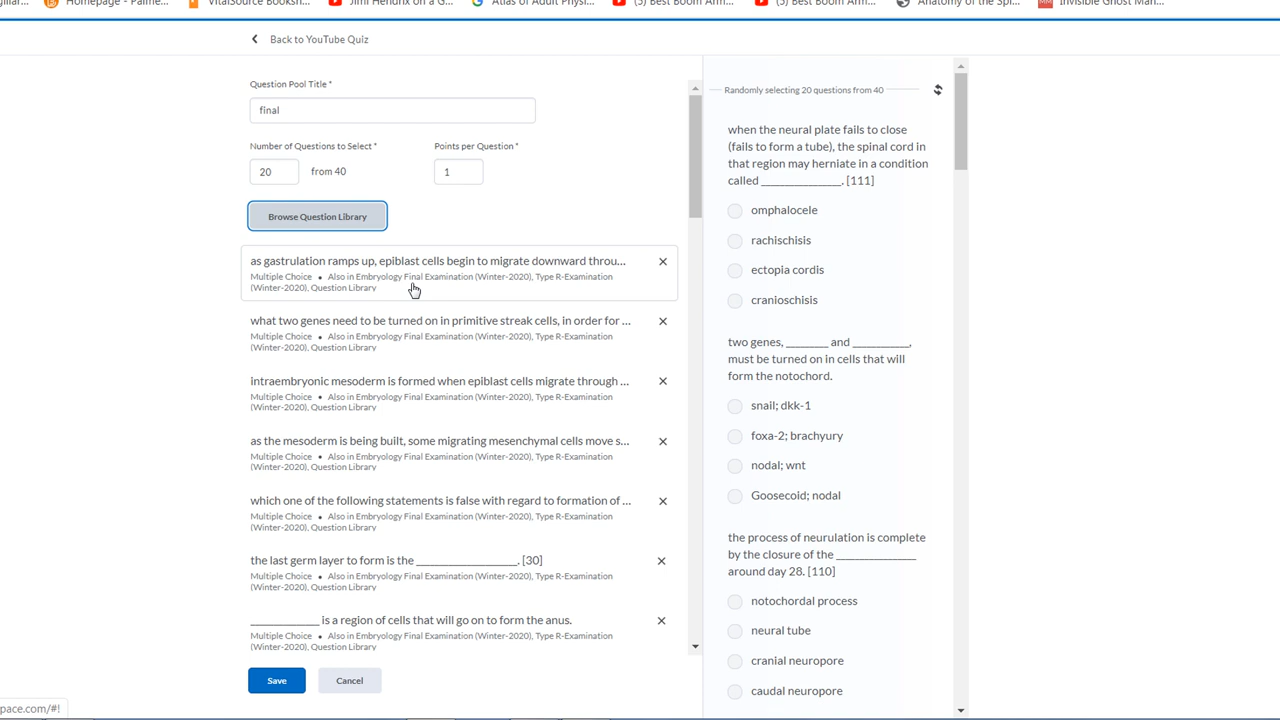 Homepage - Palme...
VitalSource Booksh...
Jimi Hendrix on a G...
Atlas of Adult Physi...
(5) Best Boom Arm...
(5) Best Boom Arm...
Anatomy of the Spi...
Invisible Ghost Man...
Back to YouTube Quiz
Question Pool Title *
final
Number of Questions to Select *
Points per Question *
20
from 40
1
Browse Question Library
as gastrulation ramps up, epiblast cells begin to migrate downward throu...
Multiple Choice • Also in Embryology Final Examination (Winter-2020), Type R-Examination
(Winter-2020), Question Library
what two genes need to be turned on in primitive streak cells, in order for ...
Multiple Choice • Also in Embryology Final Examination (Winter-2020), Type R-Examination
(Winter-2020), Question Library
intraembryonic mesoderm is formed when epiblast cells migrate through ...
Multiple Choice • Also in Embryology Final Examination (Winter-2020), Type R-Examination
(Winter-2020), Question Library
as the mesoderm is being built, some migrating mesenchymal cells move s...
Multiple Choice • Also in Embryology Final Examination (Winter-2020), Type R-Examination
(Winter-2020), Question Library
which one of the following statements is false with regard to formation of ...
Multiple Choice • Also in Embryology Final Examination (Winter-2020), Type R-Examination
(Winter-2020), Question Library
the last germ layer to form is the ____________________. [30]
Multiple Choice • Also in Embryology Final Examination (Winter-2020), Type R-Examination
(Winter-2020), Question Library
______________ is a region of cells that will go on to form the anus.
Multiple Choice • Also in Embryology Final Examination (Winter-2020), Type R-Examination
(Winter-2020), Question Library
Save
Cancel
pace.com/#!
Randomly selecting 20 questions from 40
when the neural plate fails to close
(fails to form a tube), the spinal cord in
that region may herniate in a condition
called ________________. [111]
omphalocele
rachischisis
ectopia cordis
cranioschisis
two genes, ________ and ___________,
must be turned on in cells that will
form the notochord.
snail; dkk-1
foxa-2; brachyury
nodal; wnt
Goosecoid; nodal
the process of neurulation is complete
by the closure of the ________________
around day 28. [110]
notochordal process
neural tube
cranial neuropore
caudal neuropore